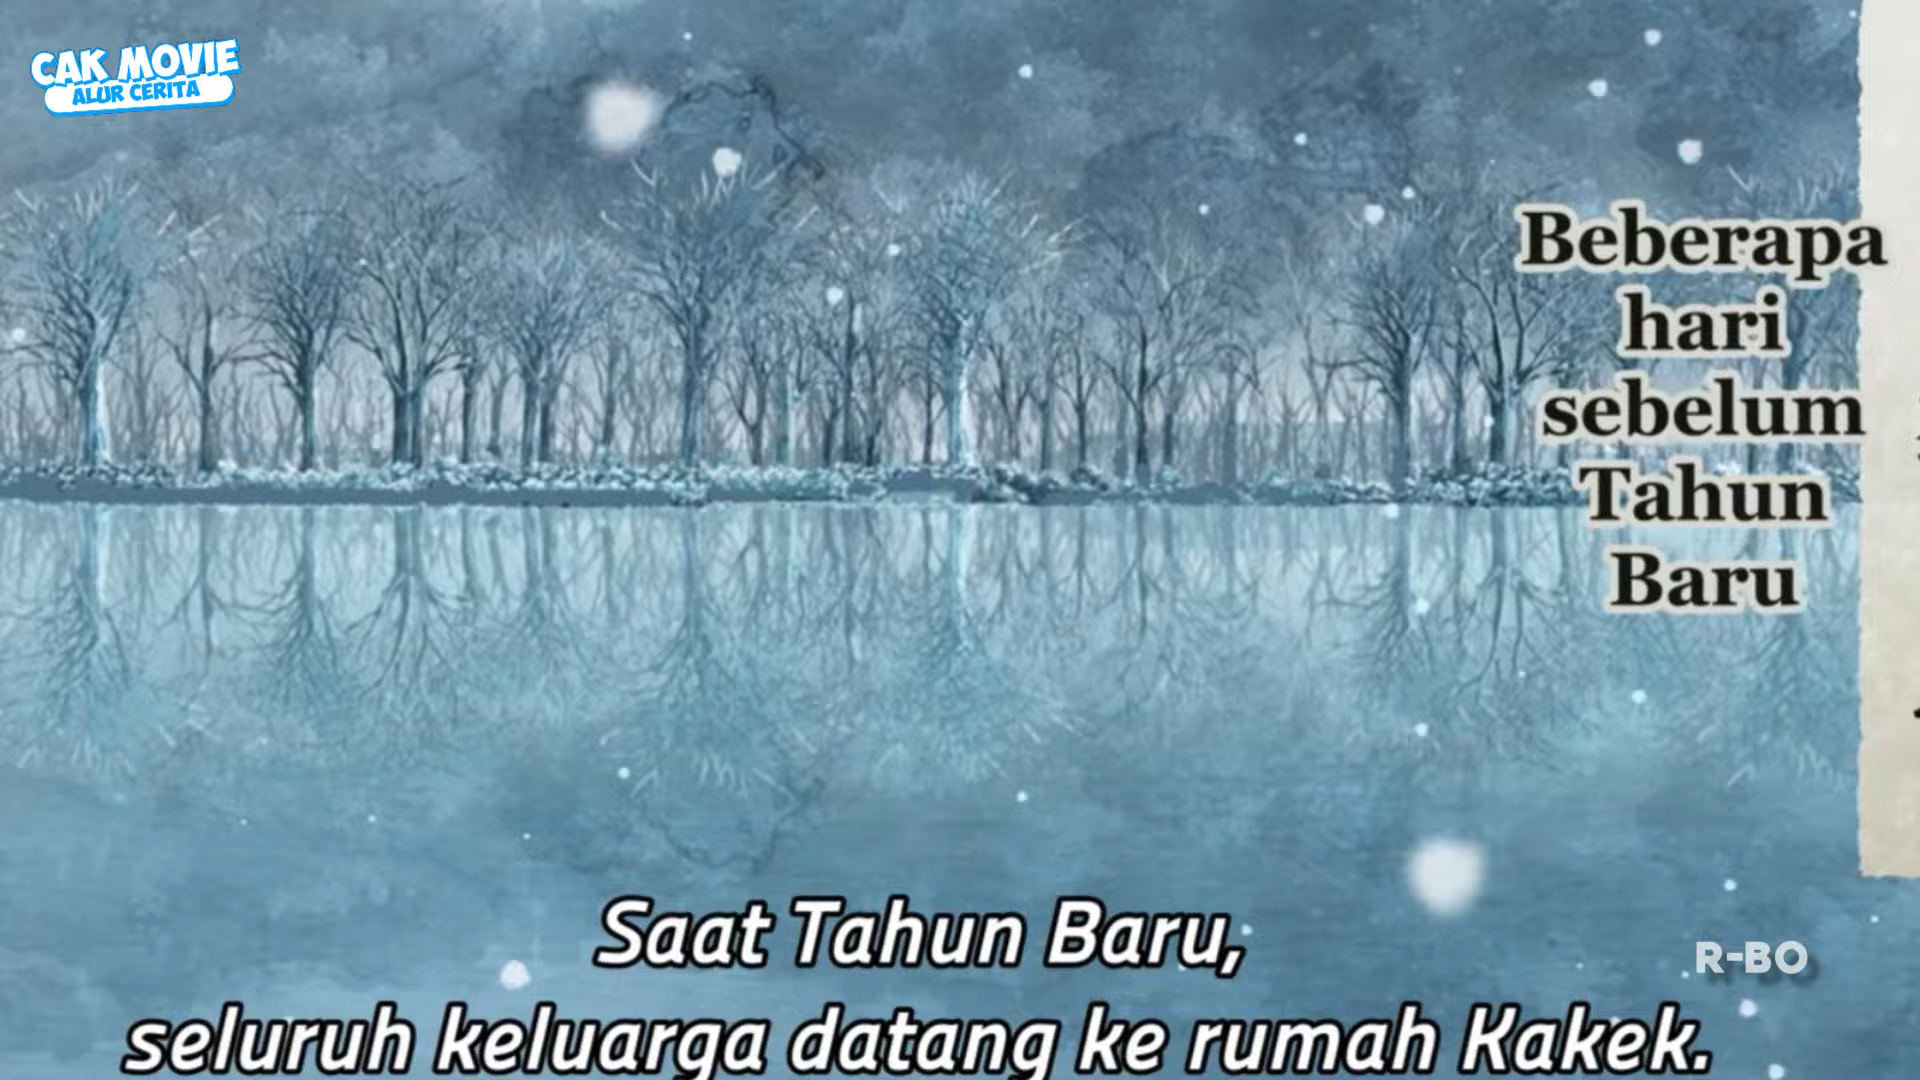 CAK MOVIE
ALUR CERITA
Beberapa
hari
sebelum
Tahun
Baru
Saat Tahun Baru,
seluruh keluarga datang ke rumah Kakek.
R-BO